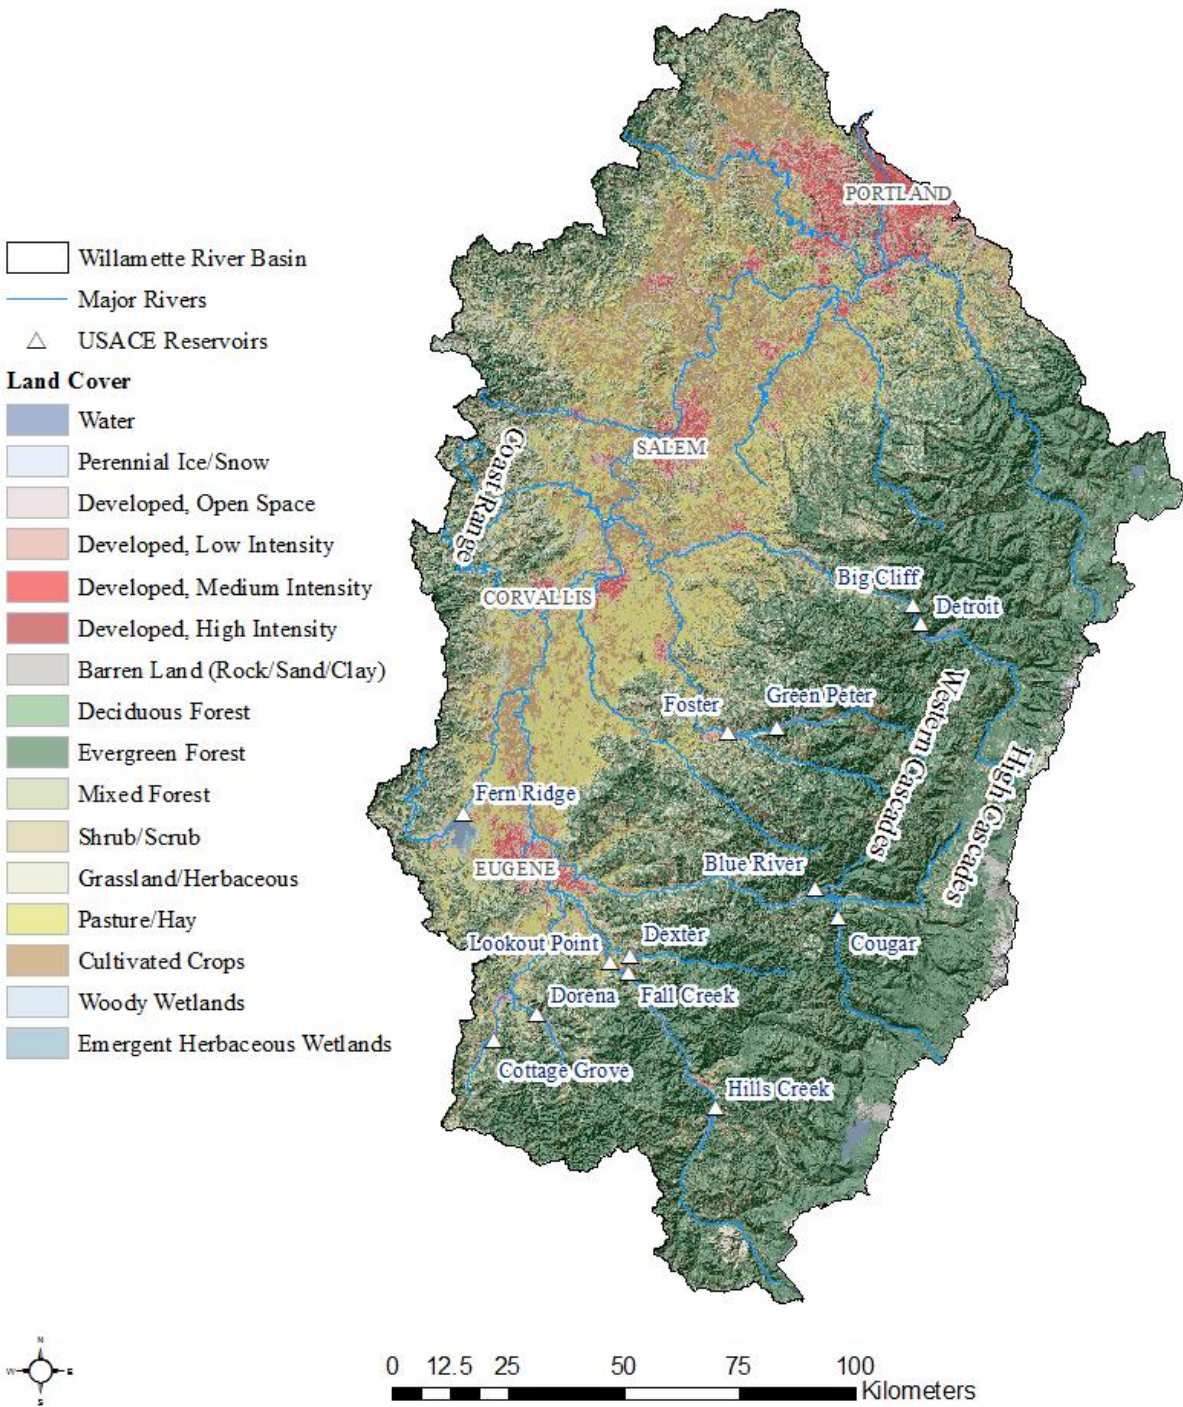 PORTLAND
Willamette River Basin
Major Rivers
USACE Reservoirs
Land Cover
Water
Perennial Ice/Snow
Developed, Open Space
Developed, Low Intensity
Developed, Medium Intensity
Developed, High Intensity
Barren Land (Rock/Sand/Clay)
Deciduous Forest
Evergreen Forest
Mixed Forest
Shrub/Scrub
Grassland/Herbaceous
Pasture/Hay
Cultivated Crops
Woody Wetlands
Emergent Herbaceous Wetlands
Coast Range
SALEM
Big Cliff
CORVALLIS
Detroit
Western Cascades
Green Peter
Foster
High Cascades
Fern Ridge
EUGENE
Blue River
Dexter
Lookout Point
Cougar
Dorena
Fall Creek
Cottage Grove
Hills Creek
N
W E
S
0 12.5 25 50 75 100
Kilometers